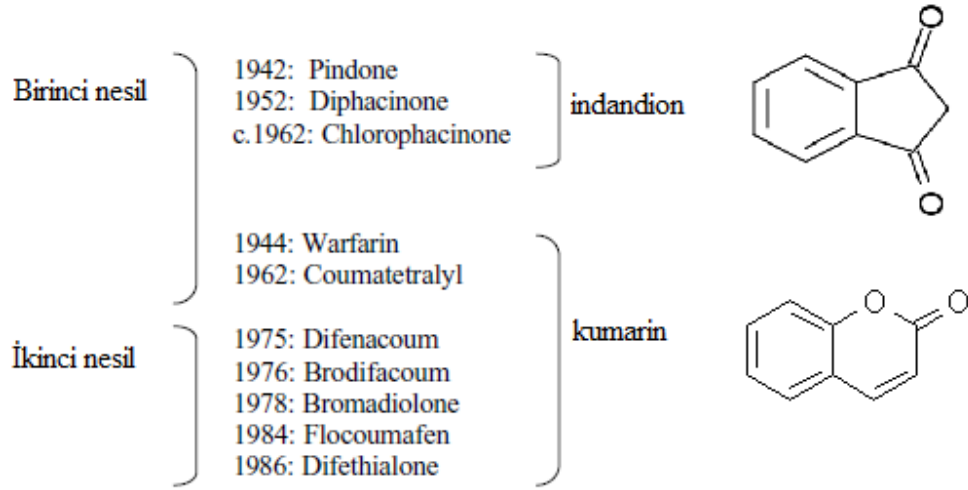 Birinci nesil
1942: Pindone
1952: Diphacinone
c.1962: Chlorophacinone
indandion
O
O
1944: Warfarin
1962: Coumatetralyl
İkinci nesil
1975: Difenacoum
1976: Brodifacoum
1978: Bromadiolone
1984: Flocoumafen
1986: Difethialone
kumarin
O
O